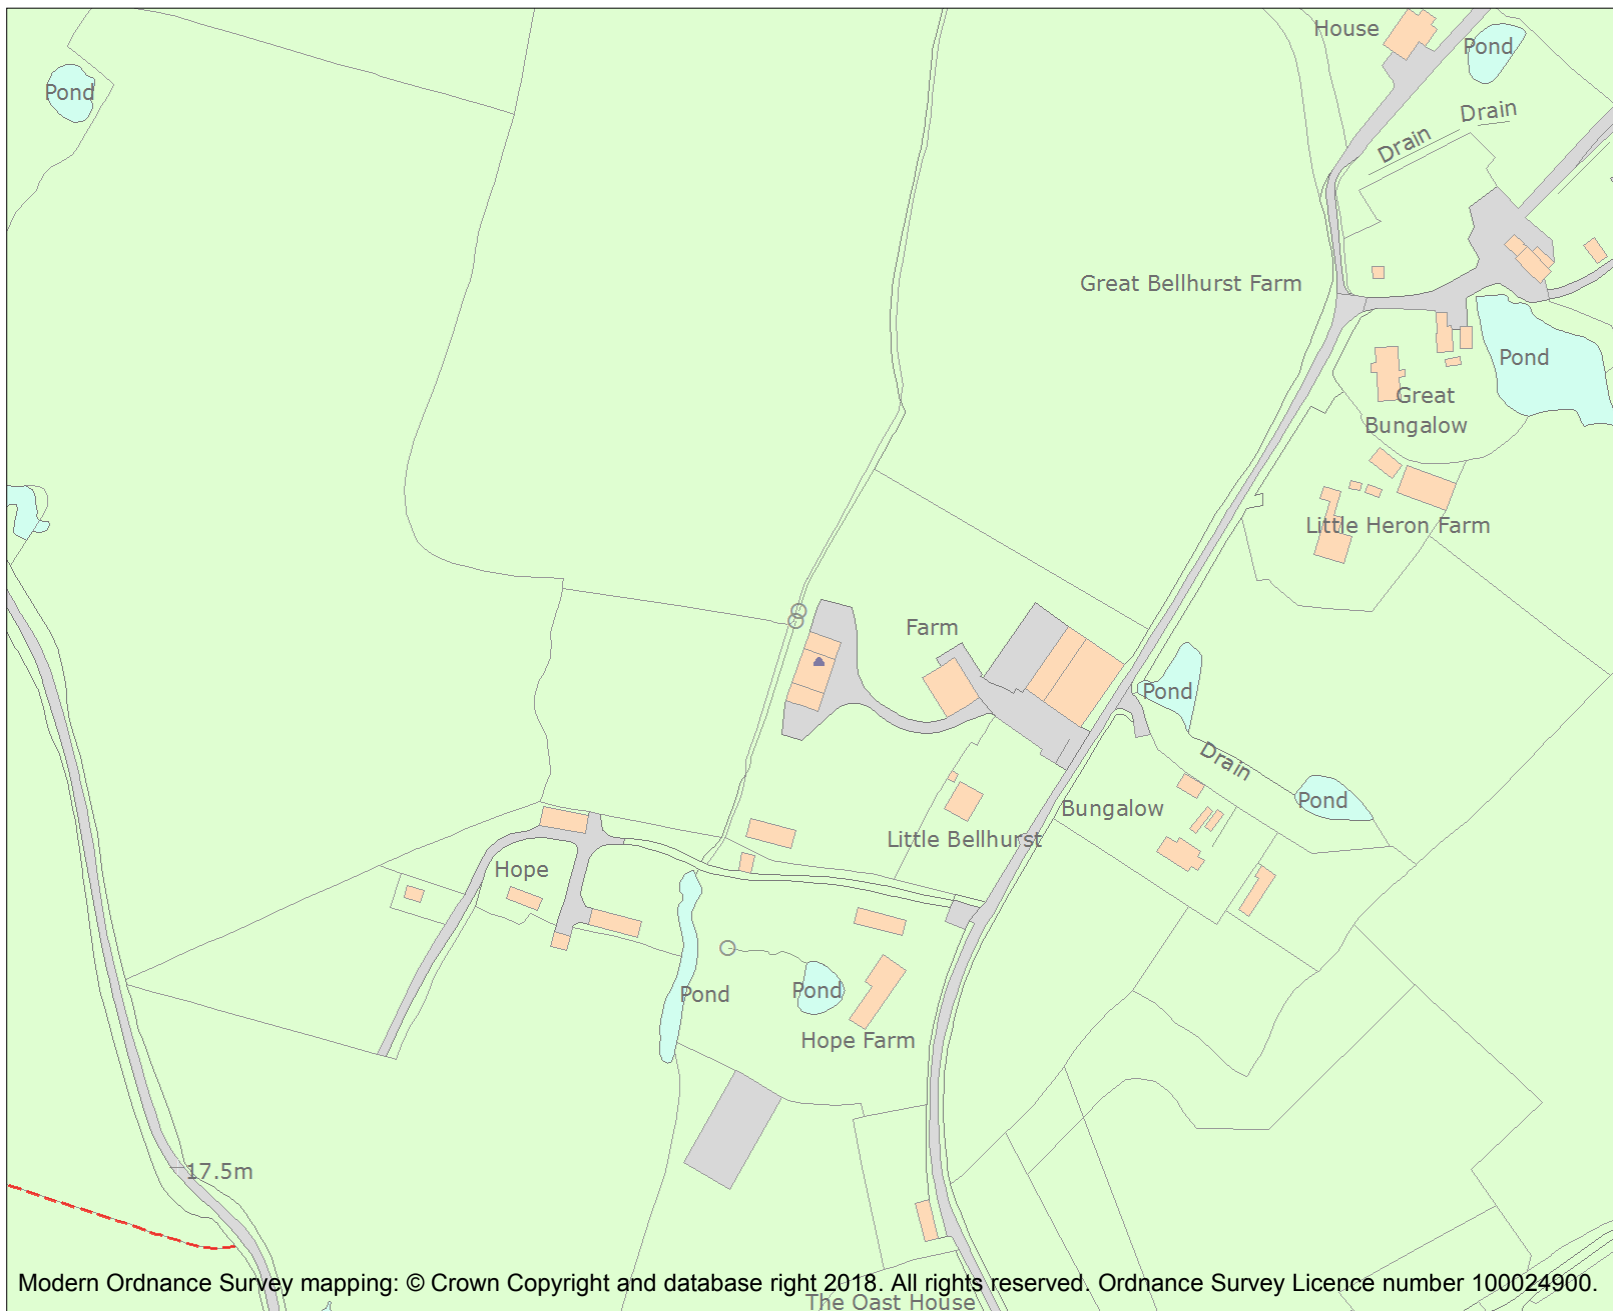 House
Pond
Pond
Drain
Drain
Great Bellhurst Farm
Pond
Great
Bungalow
Little Heron Farm
Farm
Pond
Drain
Pond
Bungalow
Little Bellhurst
Hope
Pond
Pond
Hope Farm
17.5m
Modern Ordnance Survey mapping: © Crown Copyright and database right 2018. All rights reserved. Ordnance Survey Licence number 100024900.
The Oast House